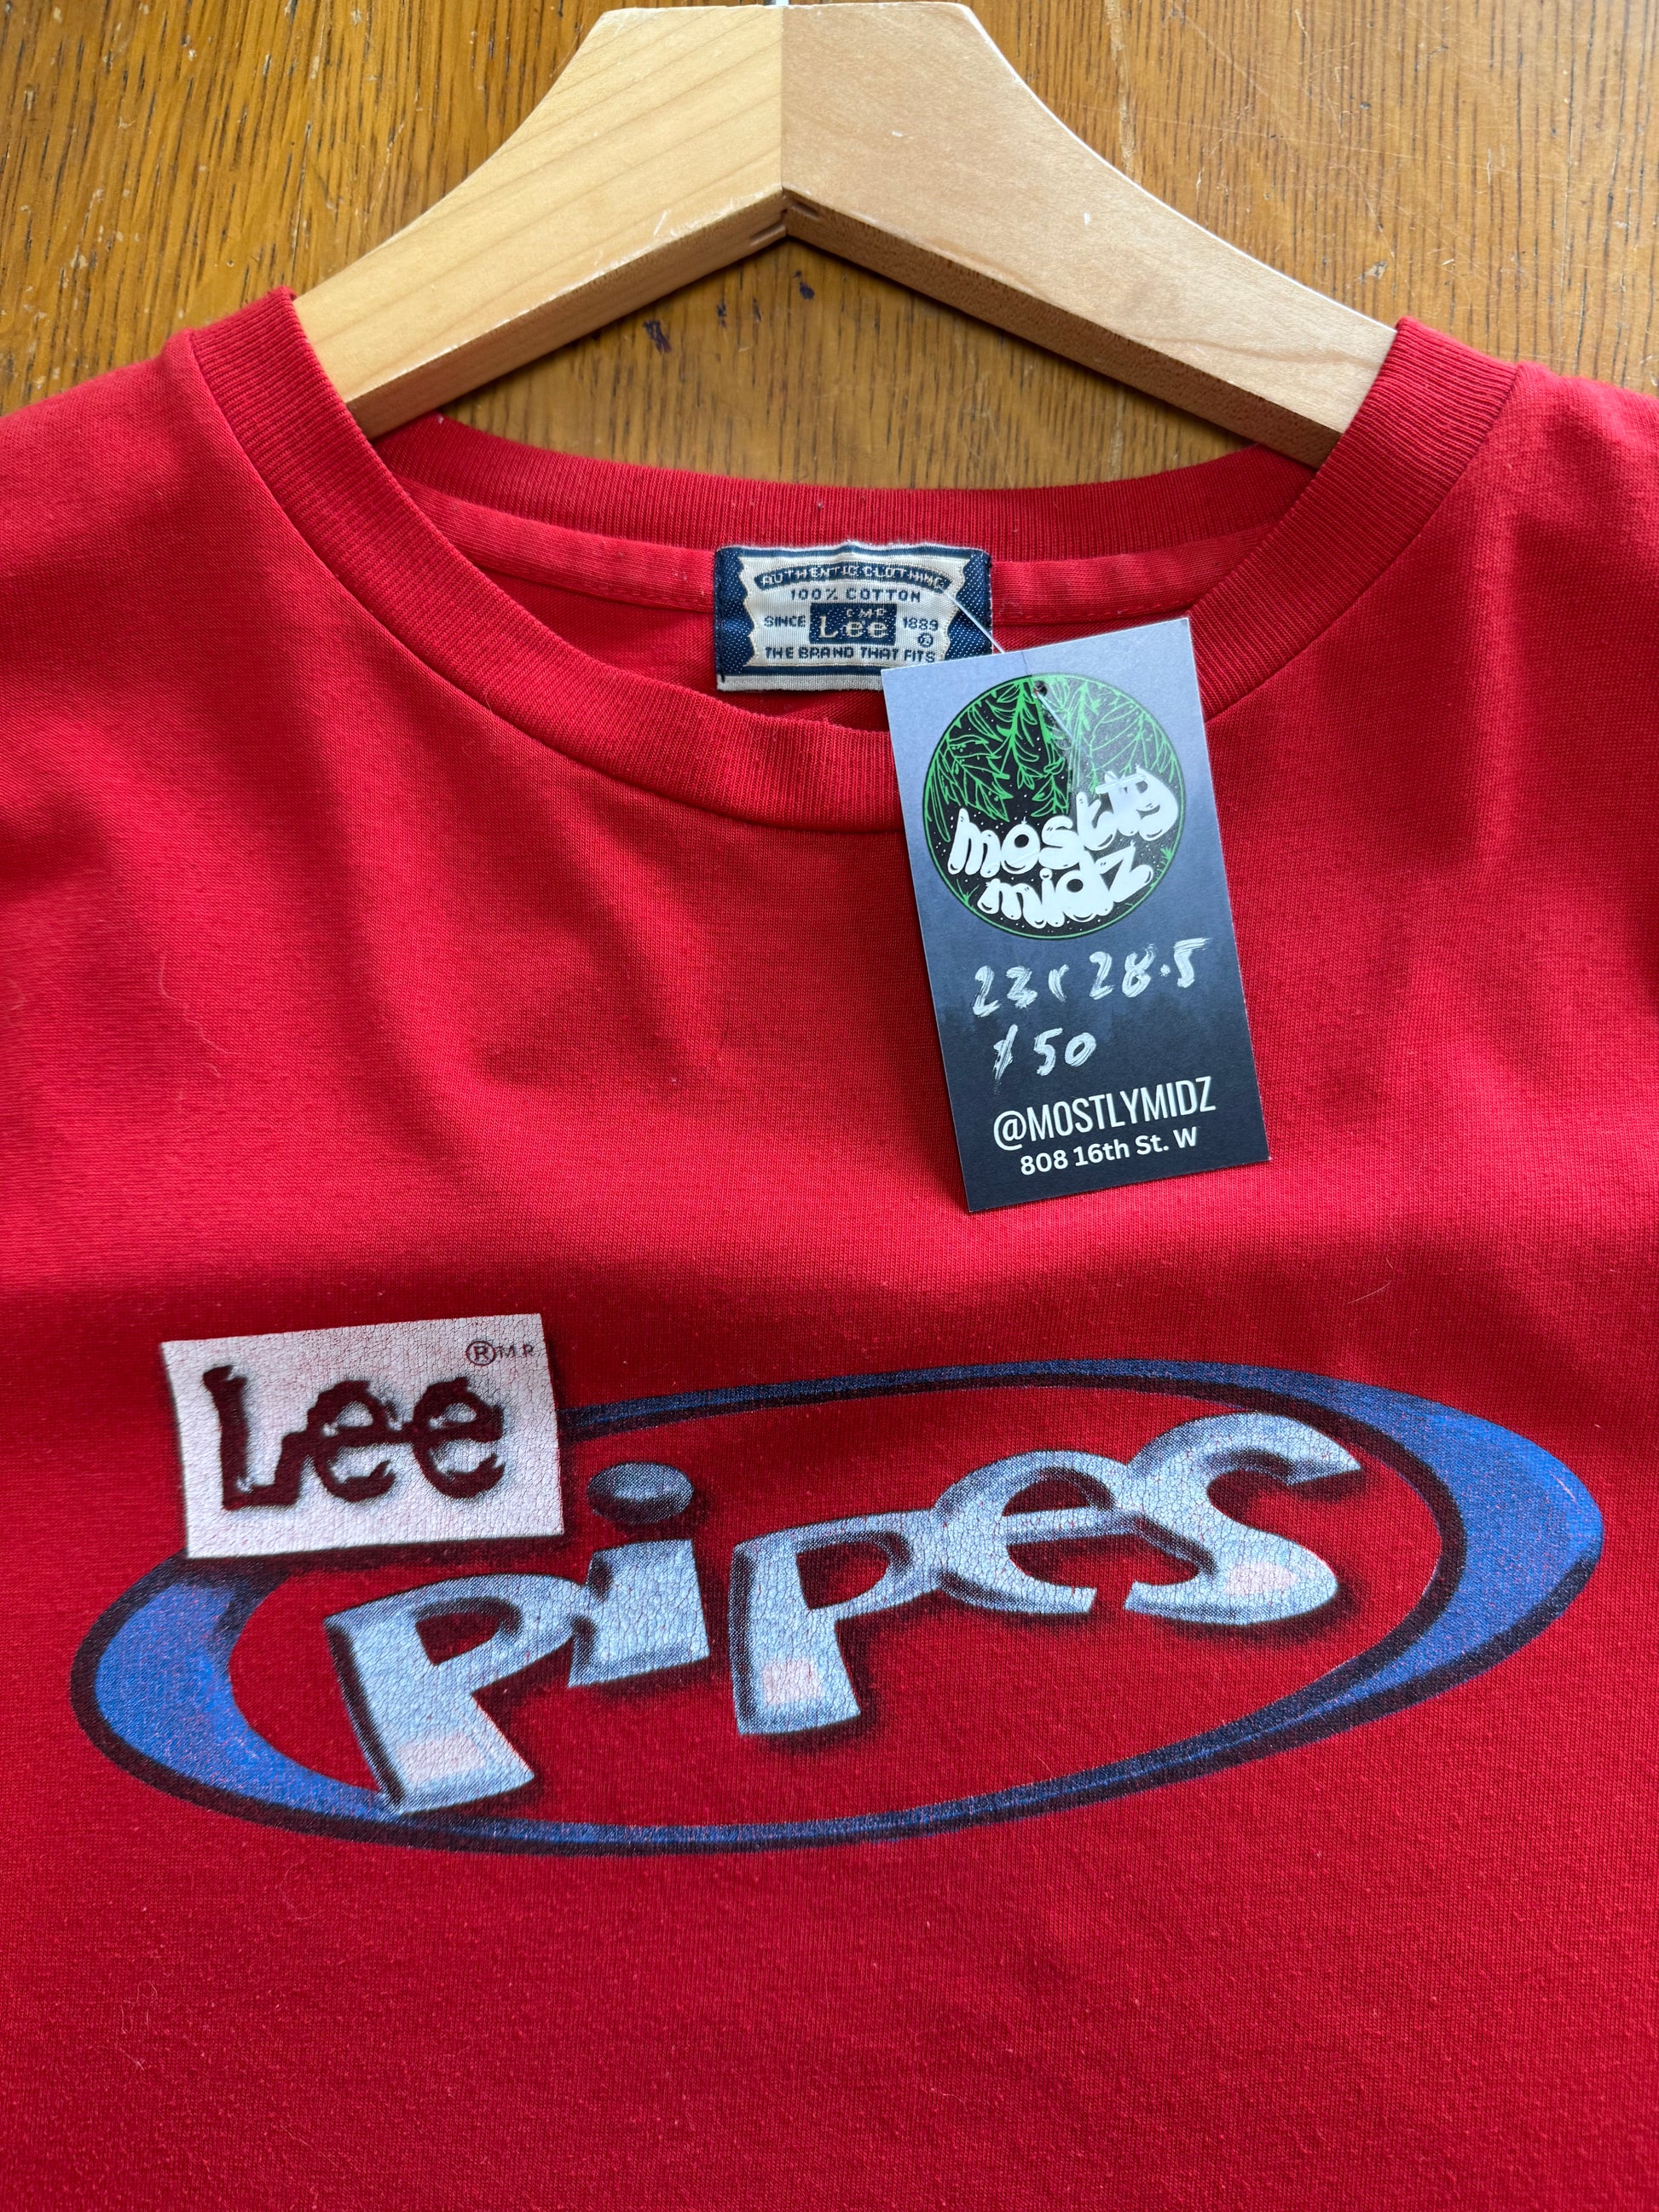 AUTHENTIC CLOTHING
100% COTTON
SINCE Lee MR 1889 ®
THE BRAND THAT FITS
mostly
midz
23 x 28.5
$50
@MOSTLYMIDZ
808 16th St. W
Lee ® M R
pipes